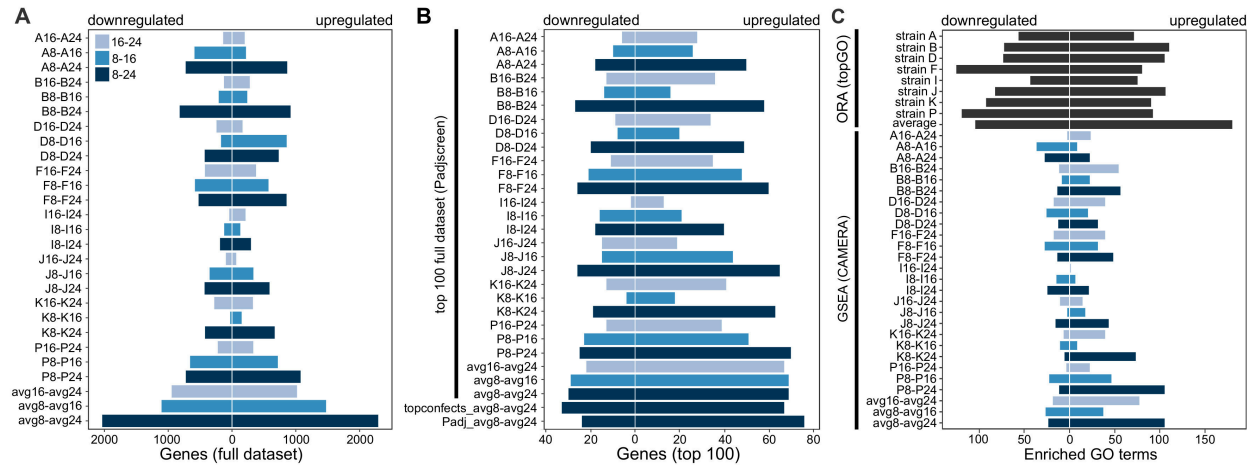 A
downregulated
upregulated
16-24
8-16
8-24
A16-A24
A8-A16
A8-A24
B16-B24
B8-B16
B8-B24
D16-D24
D8-D16
D8-D24
F16-F24
F8-F16
F8-F24
I16-I24
I8-I16
I8-I24
J16-J24
J8-J16
J8-J24
K16-K24
K8-K16
K8-K24
P16-P24
P8-P16
P8-P24
avg16-avg24
avg8-avg16
avg8-avg24
2000 1000 0 1000 2000
Genes (full dataset)
B
downregulated
upregulated
top 100 full dataset (Padjscreen)
A16-A24
A8-A16
A8-A24
B16-B24
B8-B16
B8-B24
D16-D24
D8-D16
D8-D24
F16-F24
F8-F16
F8-F24
I16-I24
I8-I16
I8-I24
J16-J24
J8-J16
J8-J24
K16-K24
K8-K16
K8-K24
P16-P24
P8-P16
P8-P24
avg16-avg24
avg8-avg16
avg8-avg24
topconfects_avg8-avg24
Padj_avg8-avg24
40 20 0 20 40 60 80
Genes (top 100)
C
downregulated
upregulated
ORA (topGO)
strain A
strain B
strain D
strain F
strain I
strain J
strain K
strain P
average
GSEA (CAMERA)
A16-A24
A8-A16
A8-A24
B16-B24
B8-B16
B8-B24
D16-D24
D8-D16
D8-D24
F16-F24
F8-F16
F8-F24
I16-I24
I8-I16
I8-I24
J16-J24
J8-J16
J8-J24
K16-K24
K8-K16
K8-K24
P16-P24
P8-P16
P8-P24
avg16-avg24
avg8-avg16
avg8-avg24
100 50 0 50 100 150
Enriched GO terms